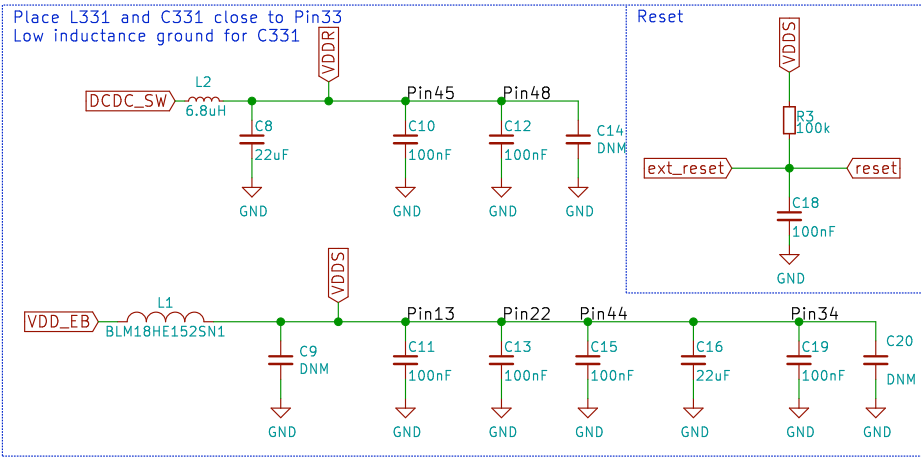 Place L331 and C331 close to Pin33
Low inductance ground for C331
VDDR
L2
DCDC_SW
6.8uH
Pin45
Pin48
C8
22uF
C10
100nF
C12
100nF
C14
DNM
GND
GND
GND
GND
Reset
VDDS
R3
100k
ext_reset
reset
C18
100nF
GND
VDDS
L1
VDD_EB
BLM18HE152SN1
Pin13
Pin22
Pin44
Pin34
C9
DNM
C11
100nF
C13
100nF
C15
100nF
C16
22uF
C19
100nF
C20
DNM
GND
GND
GND
GND
GND
GND
GND